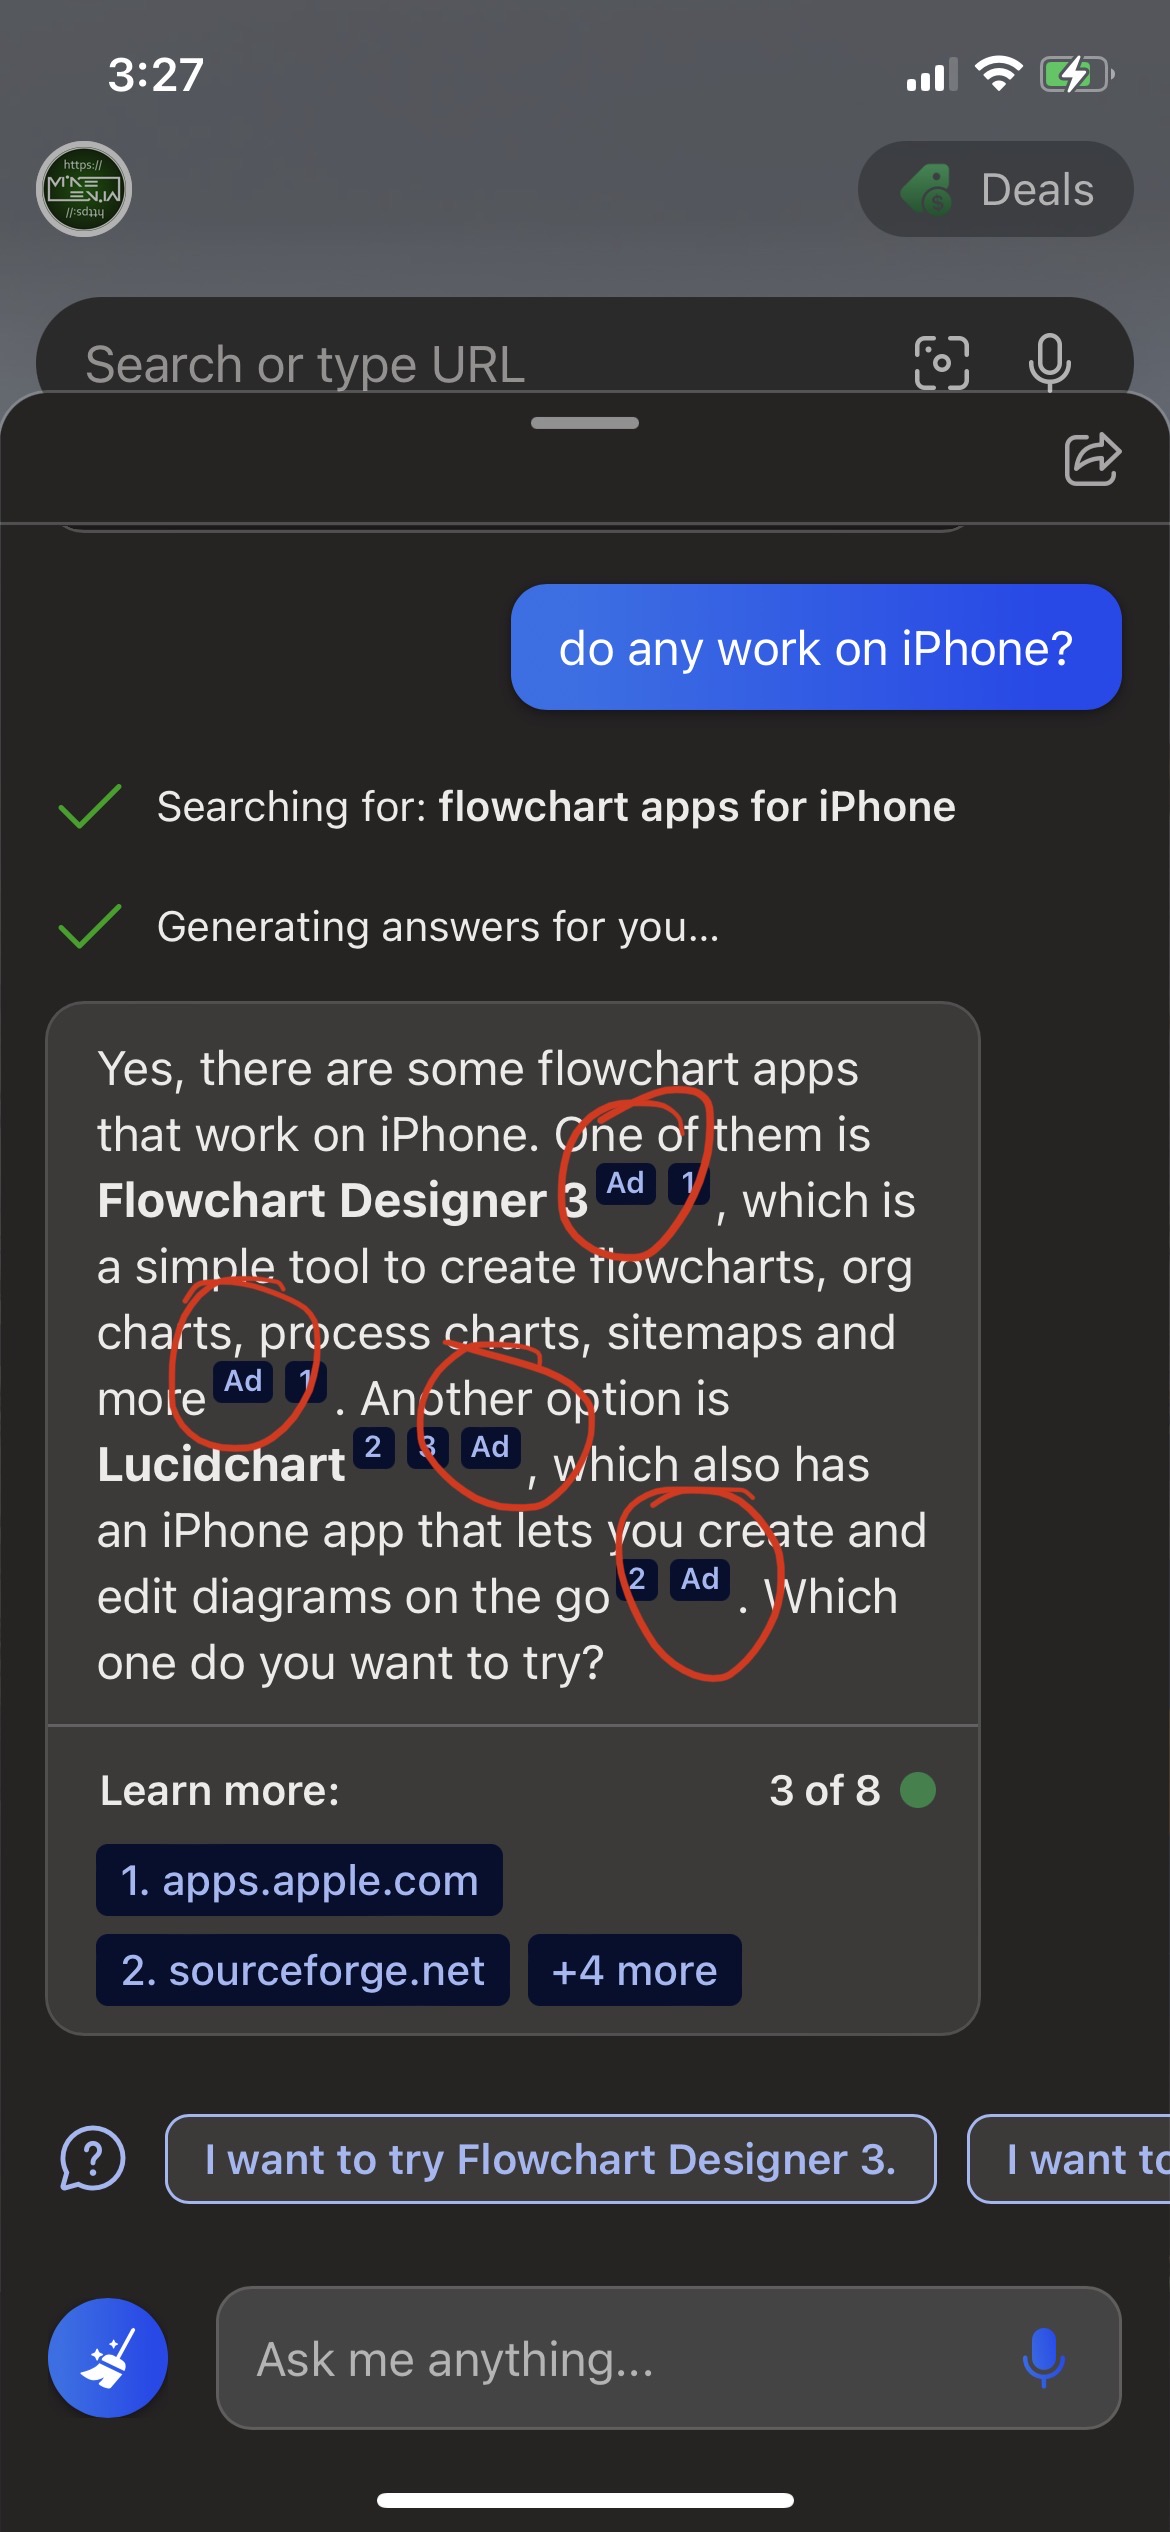 3:27
https://
Deals
Search or type URL
do any work on iPhone?
Searching for: flowchart apps for iPhone
Generating answers for you...
Yes, there are some flowchart apps
that work on iPhone. One of them is
Flowchart Designer 3 Ad 1 , which is
a simple tool to create flowcharts, org
charts, process charts, sitemaps and
more Ad 1 . Another option is
Lucidchart 2 3 Ad , which also has
an iPhone app that lets you create and
edit diagrams on the go 2 Ad . Which
one do you want to try?
Learn more:
3 of 8
1. apps.apple.com
2. sourceforge.net +4 more
I want to try Flowchart Designer 3.
I want to
Ask me anything...